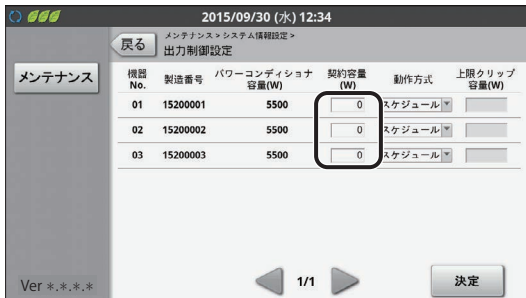 2015/09/30 (水) 12:34
戻る
メンテナンス > システム情報設定 >
出力制御設定
メンテナンス
機器 No. 製造番号 パワーコンディショナ 容量(W) 契約容量 (W) 動作方式 上限クリップ 容量(W)
01 15200001 5500 0 スケジュール
02 15200002 5500 0 スケジュール
03 15200003 5500 0 スケジュール
1/1
決定
Ver *.*.*.*